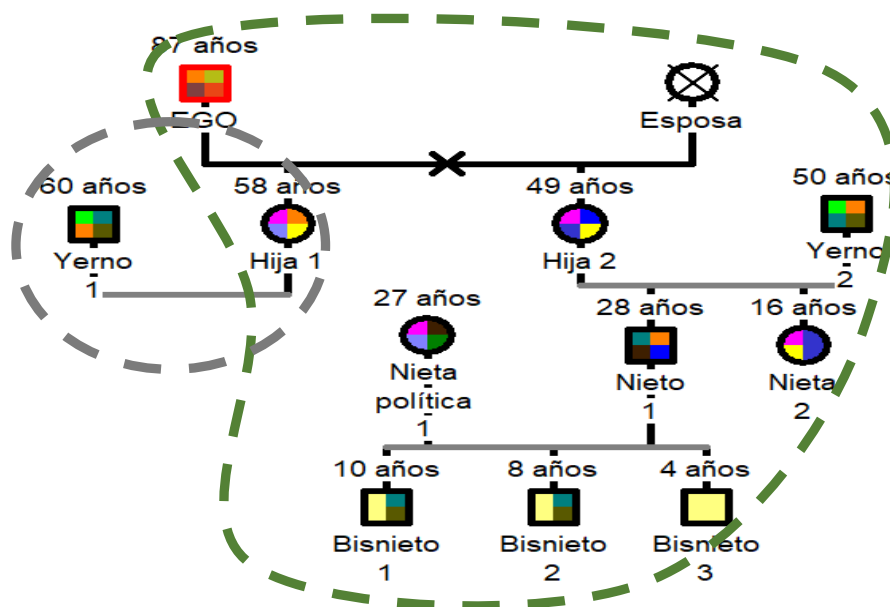 87 años
EGO
Esposa
60 años
Yerno
1
58 años
Hija 1
49 años
Hija 2
50 años
Yerno
2
27 años
Nieta
política
1
28 años
Nieto
1
16 años
Nieta
2
10 años
Bisnieto
1
8 años
Bisnieto
2
4 años
Bisnieto
3